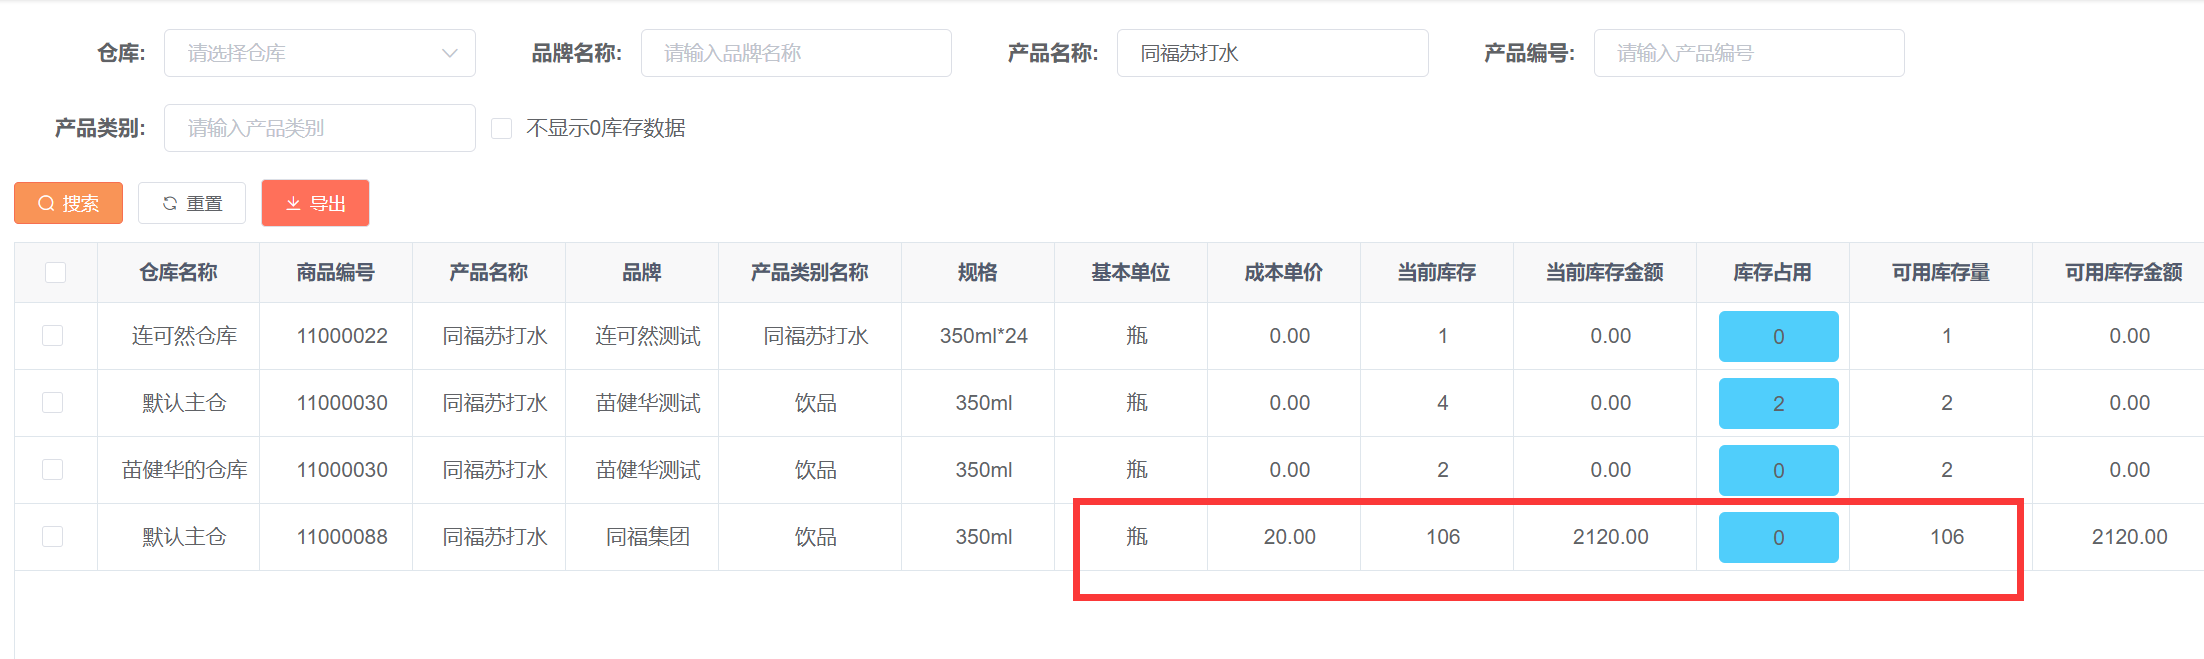 仓库: 请选择仓库 品牌名称: 请输入品牌名称 产品名称: 同福苏打水 产品编号: 请输入产品编号
产品类别: 请输入产品类别 不显示0库存数据
搜索 重置 导出
仓库名称 商品编号 产品名称 品牌 产品类别名称 规格 基本单位 成本单价 当前库存 当前库存金额 库存占用 可用库存量 可用库存金额
连可然仓库 11000022 同福苏打水 连可然测试 同福苏打水 350ml*24 瓶 0.00 1 0.00 0 1 0.00
默认主仓 11000030 同福苏打水 苗健华测试 饮品 350ml 瓶 0.00 4 0.00 2 2 0.00
苗健华的仓库 11000030 同福苏打水 苗健华测试 饮品 350ml 瓶 0.00 2 0.00 0 2 0.00
默认主仓 11000088 同福苏打水 同福集团 饮品 350ml 瓶 20.00 106 2120.00 0 106 2120.00